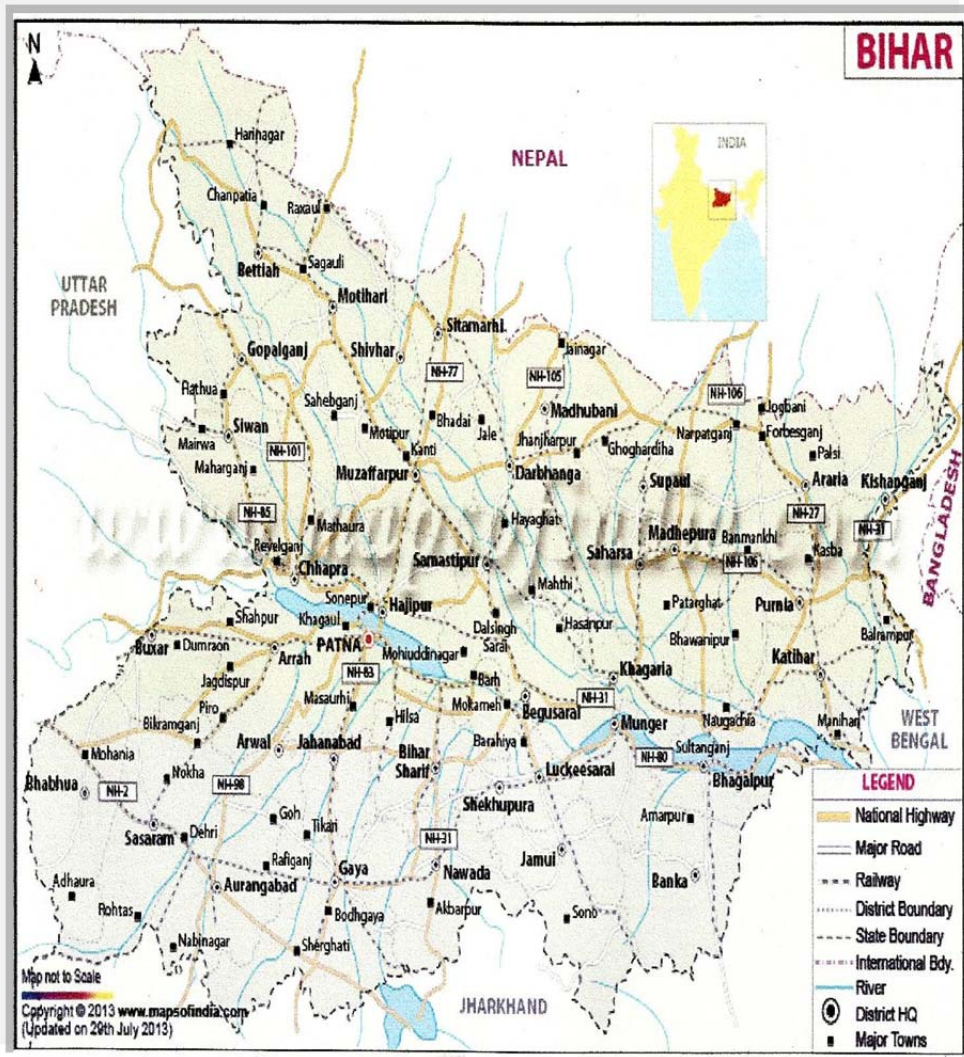 N
BIHAR
INDIA
NEPAL
Harinagar
Chanpatia
Raxaul
Bettiah
Sagauli
UTTAR
PRADESH
Motihari
Sitamarhi
Gopalganj
Shivhar
Jainagar
NH-77
NH-105
Hathua
NH-106
Jogbani
Sahebganj
Bhadai
Madhubani
Jale
Narpatganj
Forbesganj
Mairwa
Siwan
Motipur
Jhanjharpur
Ghoghardiha
Palsi
NH-101
Kanti
Maharganj
Muzaffarpur
Darbhanga
Supaul
Araria
Kishanganj
BANGLADESH
NH-85
Mathaura
Hayaghat
NH-27
NH-31
Madhepura
Banmankhi
Revelganj
Samastipur
Saharsa
NH-106
Kasba
Chhapra
Mahthi
Sonepur
Hajipur
Patarghat
Purnia
Shahpur
Khagaul
Dalsingh
Sarai
Hasanpur
Balrampur
Buxar
Dumraon
Arrah
PATNA
Mohiuddinagar
Bhawanipur
Katihar
Jagdispur
NH-83
Barh
Khagaria
Masaurhi
Mokameh
Begusarai
NH-31
Piro
Hilsa
Munger
Naugachia
Manihari
WEST
BENGAL
Bikramganj
Arwal
Jahanabad
Bihar
Sharif
Barahiya
Sultanganj
Mohania
NH-80
Bhabhua
Nokha
Luckeesarai
Bhagalpur
NH-2
NH-98
Shekhupura
Sasaram
Dehri
Goh
Tikari
NH-31
Amarpur
Jamui
Rafiganj
Gaya
Nawada
Banka
Adhaura
Aurangabad
Rohtas
Bodhgaya
Akbarpur
Sono
Nabinagar
Sherghati
JHARKHAND
LEGEND
National Highway
Major Road
Railway
District Boundary
State Boundary
International Bdy.
River
District HQ
Major Towns
Map not to Scale
Copyright © 2013 www.mapsofindia.com
(Updated on 29th July 2013)
www.mapsofindia.com